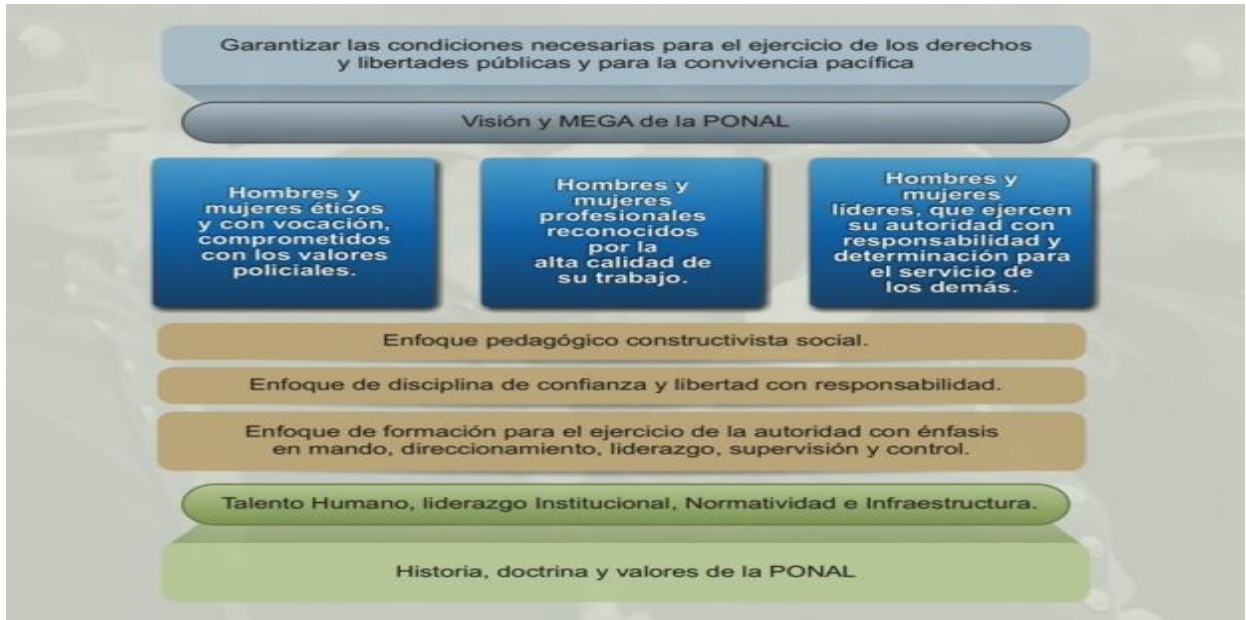 Garantizar las condiciones necesarias para el ejercicio de los derechos
y libertades públicas y para la convivencia pacífica
Visión y MEGA de la PONAL
Hombres y
mujeres éticos
y con vocación,
comprometidos
con los valores
policiales.
Hombres y
mujeres
profesionales
reconocidos
por la
alta calidad de
su trabajo.
Hombres y
mujeres
líderes, que ejercen
su autoridad con
responsabilidad y
determinación para
el servicio de
los demás.
Enfoque pedagógico constructivista social.
Enfoque de disciplina de confianza y libertad con responsabilidad.
Enfoque de formación para el ejercicio de la autoridad con énfasis
en mando, direccionamiento, liderazgo, supervisión y control.
Talento Humano, liderazgo Institucional, Normatividad e Infraestructura.
Historia, doctrina y valores de la PONAL